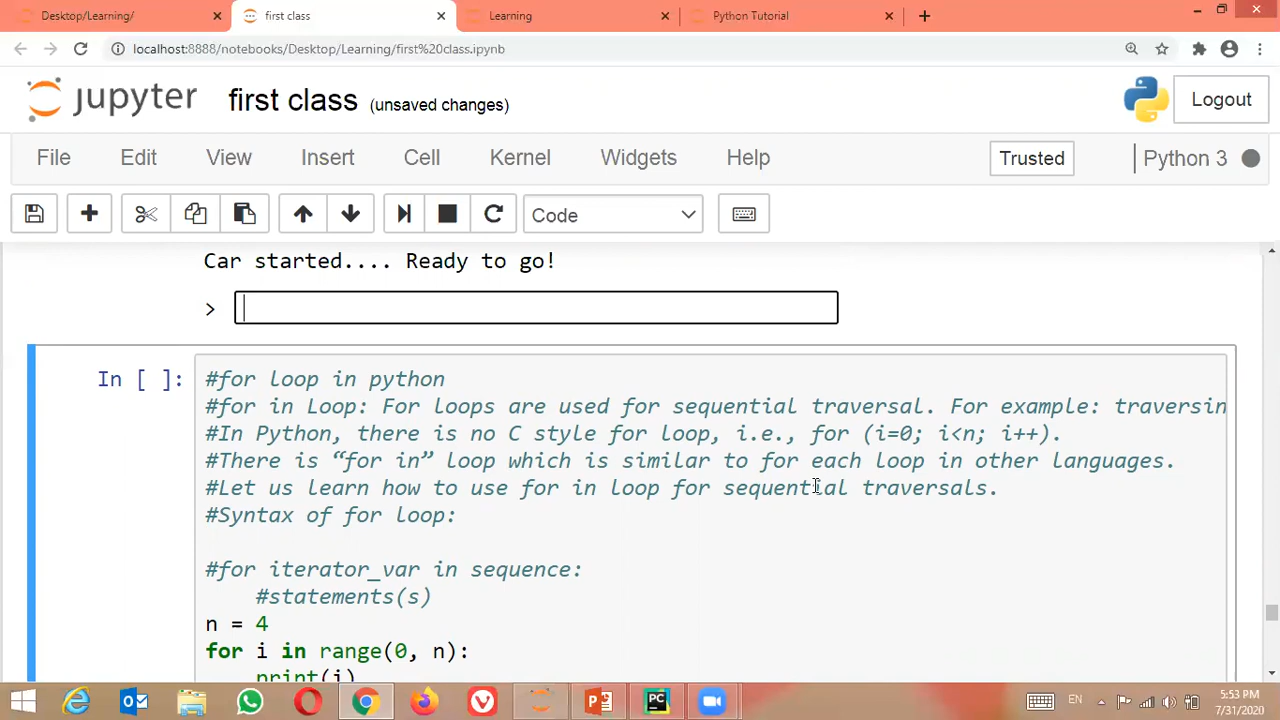 Desktop/Learning/
first class
Learning
Python Tutorial
localhost:8888/notebooks/Desktop/Learning/first%20class.ipynb
jupyter
first class (unsaved changes)
Logout
File Edit View Insert Cell Kernel Widgets Help
Trusted
Python 3
Code
Car started.... Ready to go!
>
In [ ]:
#for loop in python
#for in Loop: For loops are used for sequential traversal. For example: traversin
#In Python, there is no C style for loop, i.e., for (i=0; i<n; i++).
#There is “for in” loop which is similar to for each loop in other languages.
#Let us learn how to use for in loop for sequential traversals.
#Syntax of for loop:
#for iterator_var in sequence:
#statements(s)
n = 4
for i in range(0, n):
print(i)
EN
5:53 PM
7/31/2020